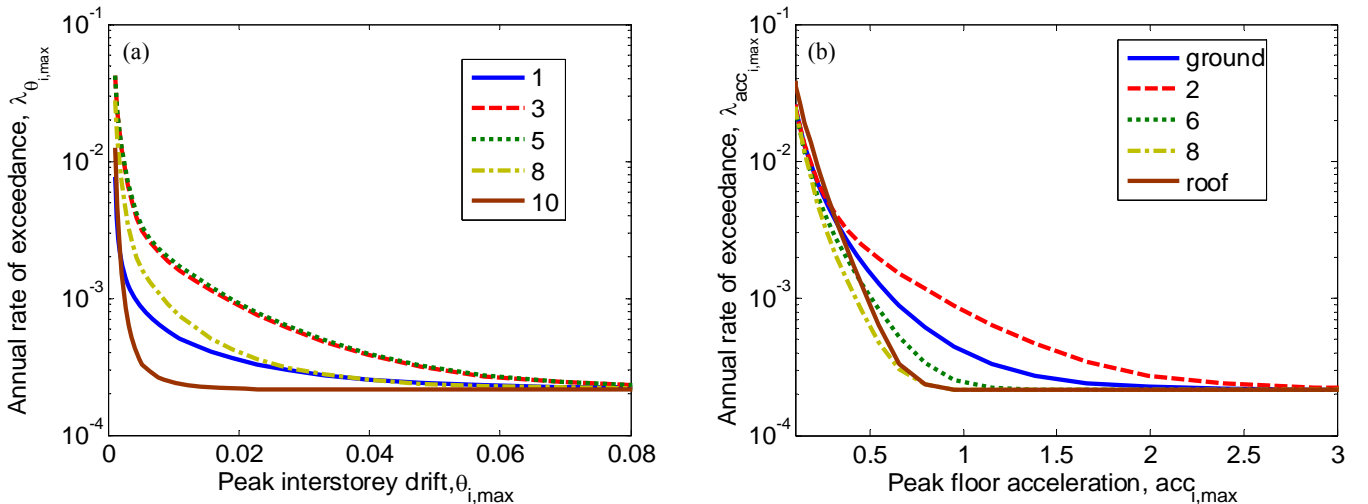 (a)
Annual rate of exceedance, λθi,max
10-1
10-2
10-3
10-4
0 0.02 0.04 0.06 0.08
Peak interstorey drift,θi,max
1
3
5
8
10
(b)
Annual rate of exceedance, λacci,max
10-1
10-2
10-3
10-4
0.5 1 1.5 2 2.5 3
Peak floor acceleration, acci,max
ground
2
6
8
roof